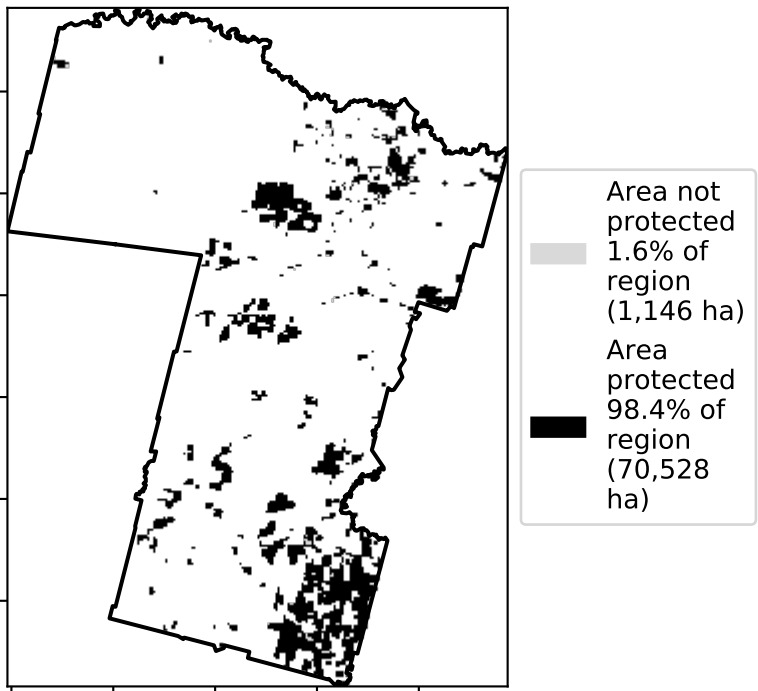 Area not
protected
1.6% of
region
(1,146 ha)
Area
protected
98.4% of
region
(70,528
ha)